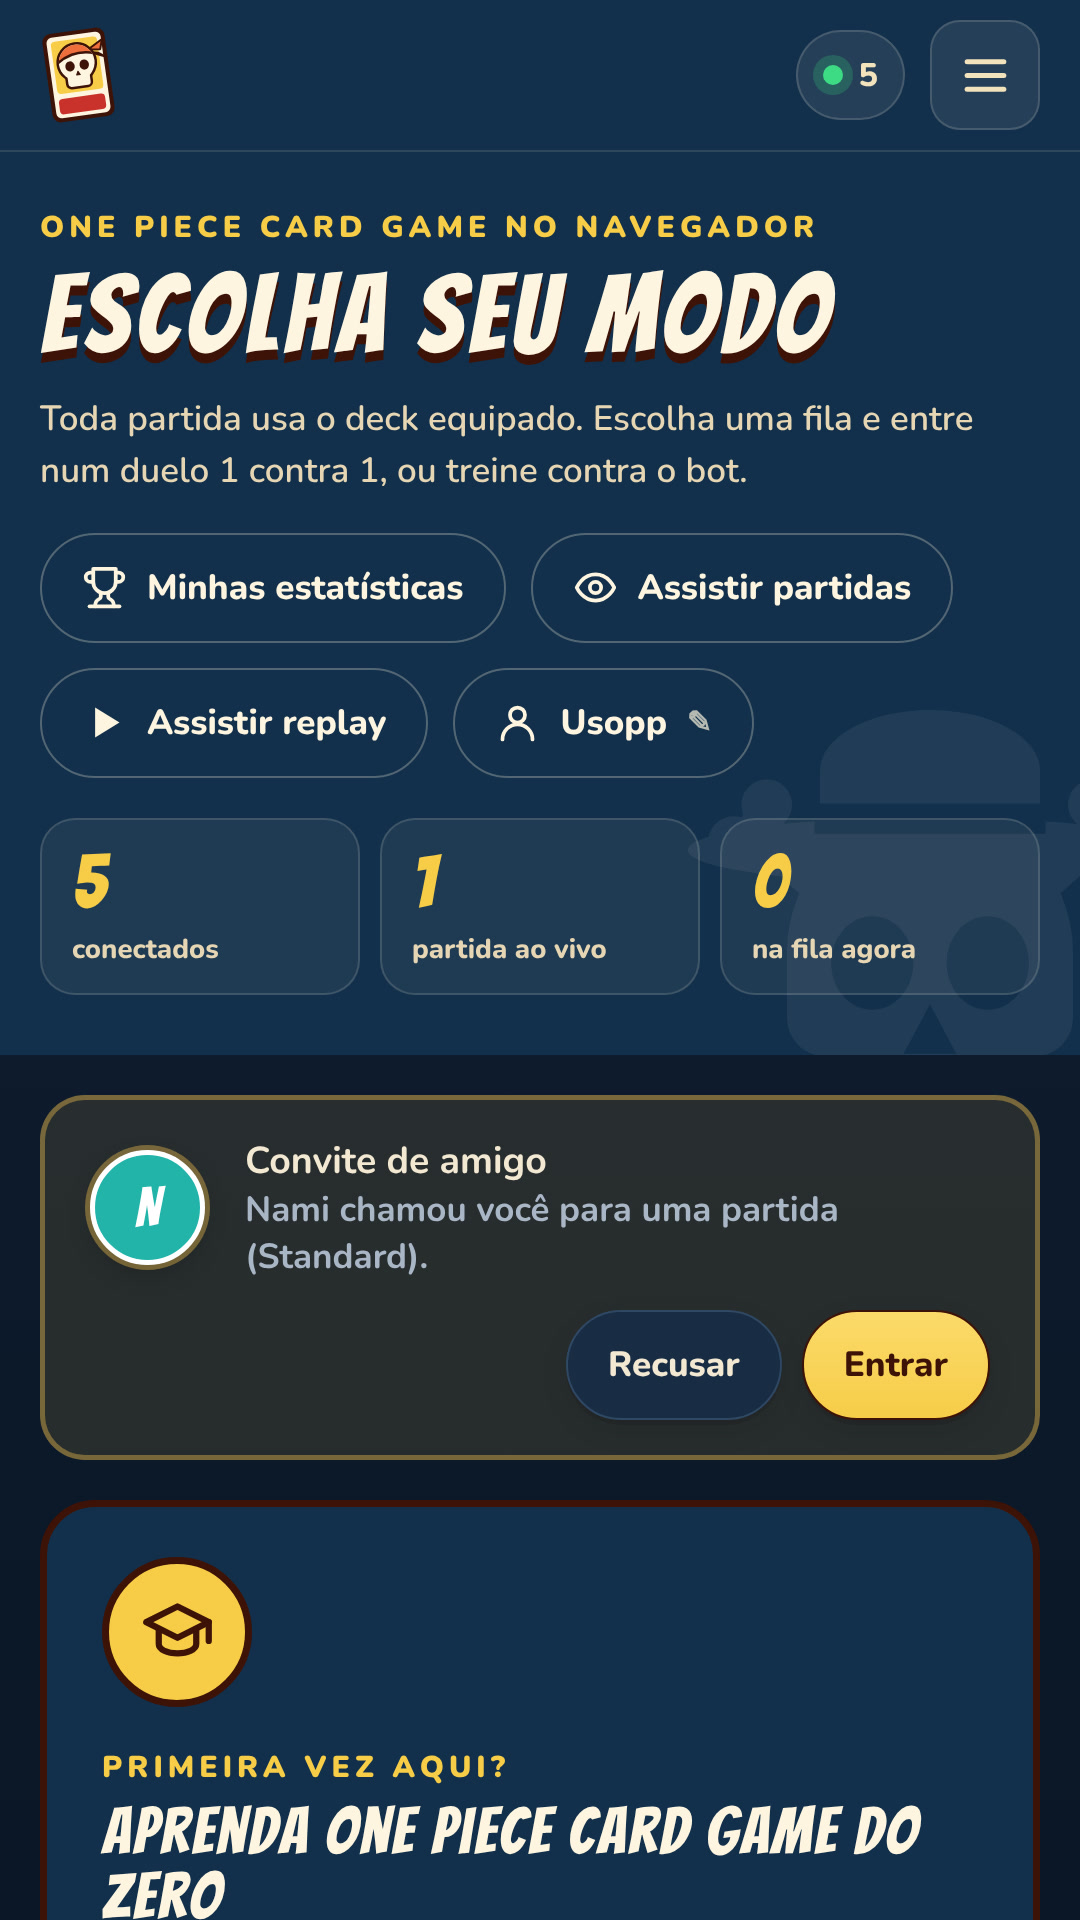 5
ONE PIECE CARD GAME NO NAVEGADOR
ESCOLHA SEU MODO
Toda partida usa o deck equipado. Escolha uma fila e entre
num duelo 1 contra 1, ou treine contra o bot.
Minhas estatísticas
Assistir partidas
Assistir replay
Usopp
5
conectados
1
partida ao vivo
0
na fila agora
N
Convite de amigo
Nami chamou você para uma partida
(Standard).
Recusar
Entrar
PRIMEIRA VEZ AQUI?
APRENDA ONE PIECE CARD GAME DO
ZERO